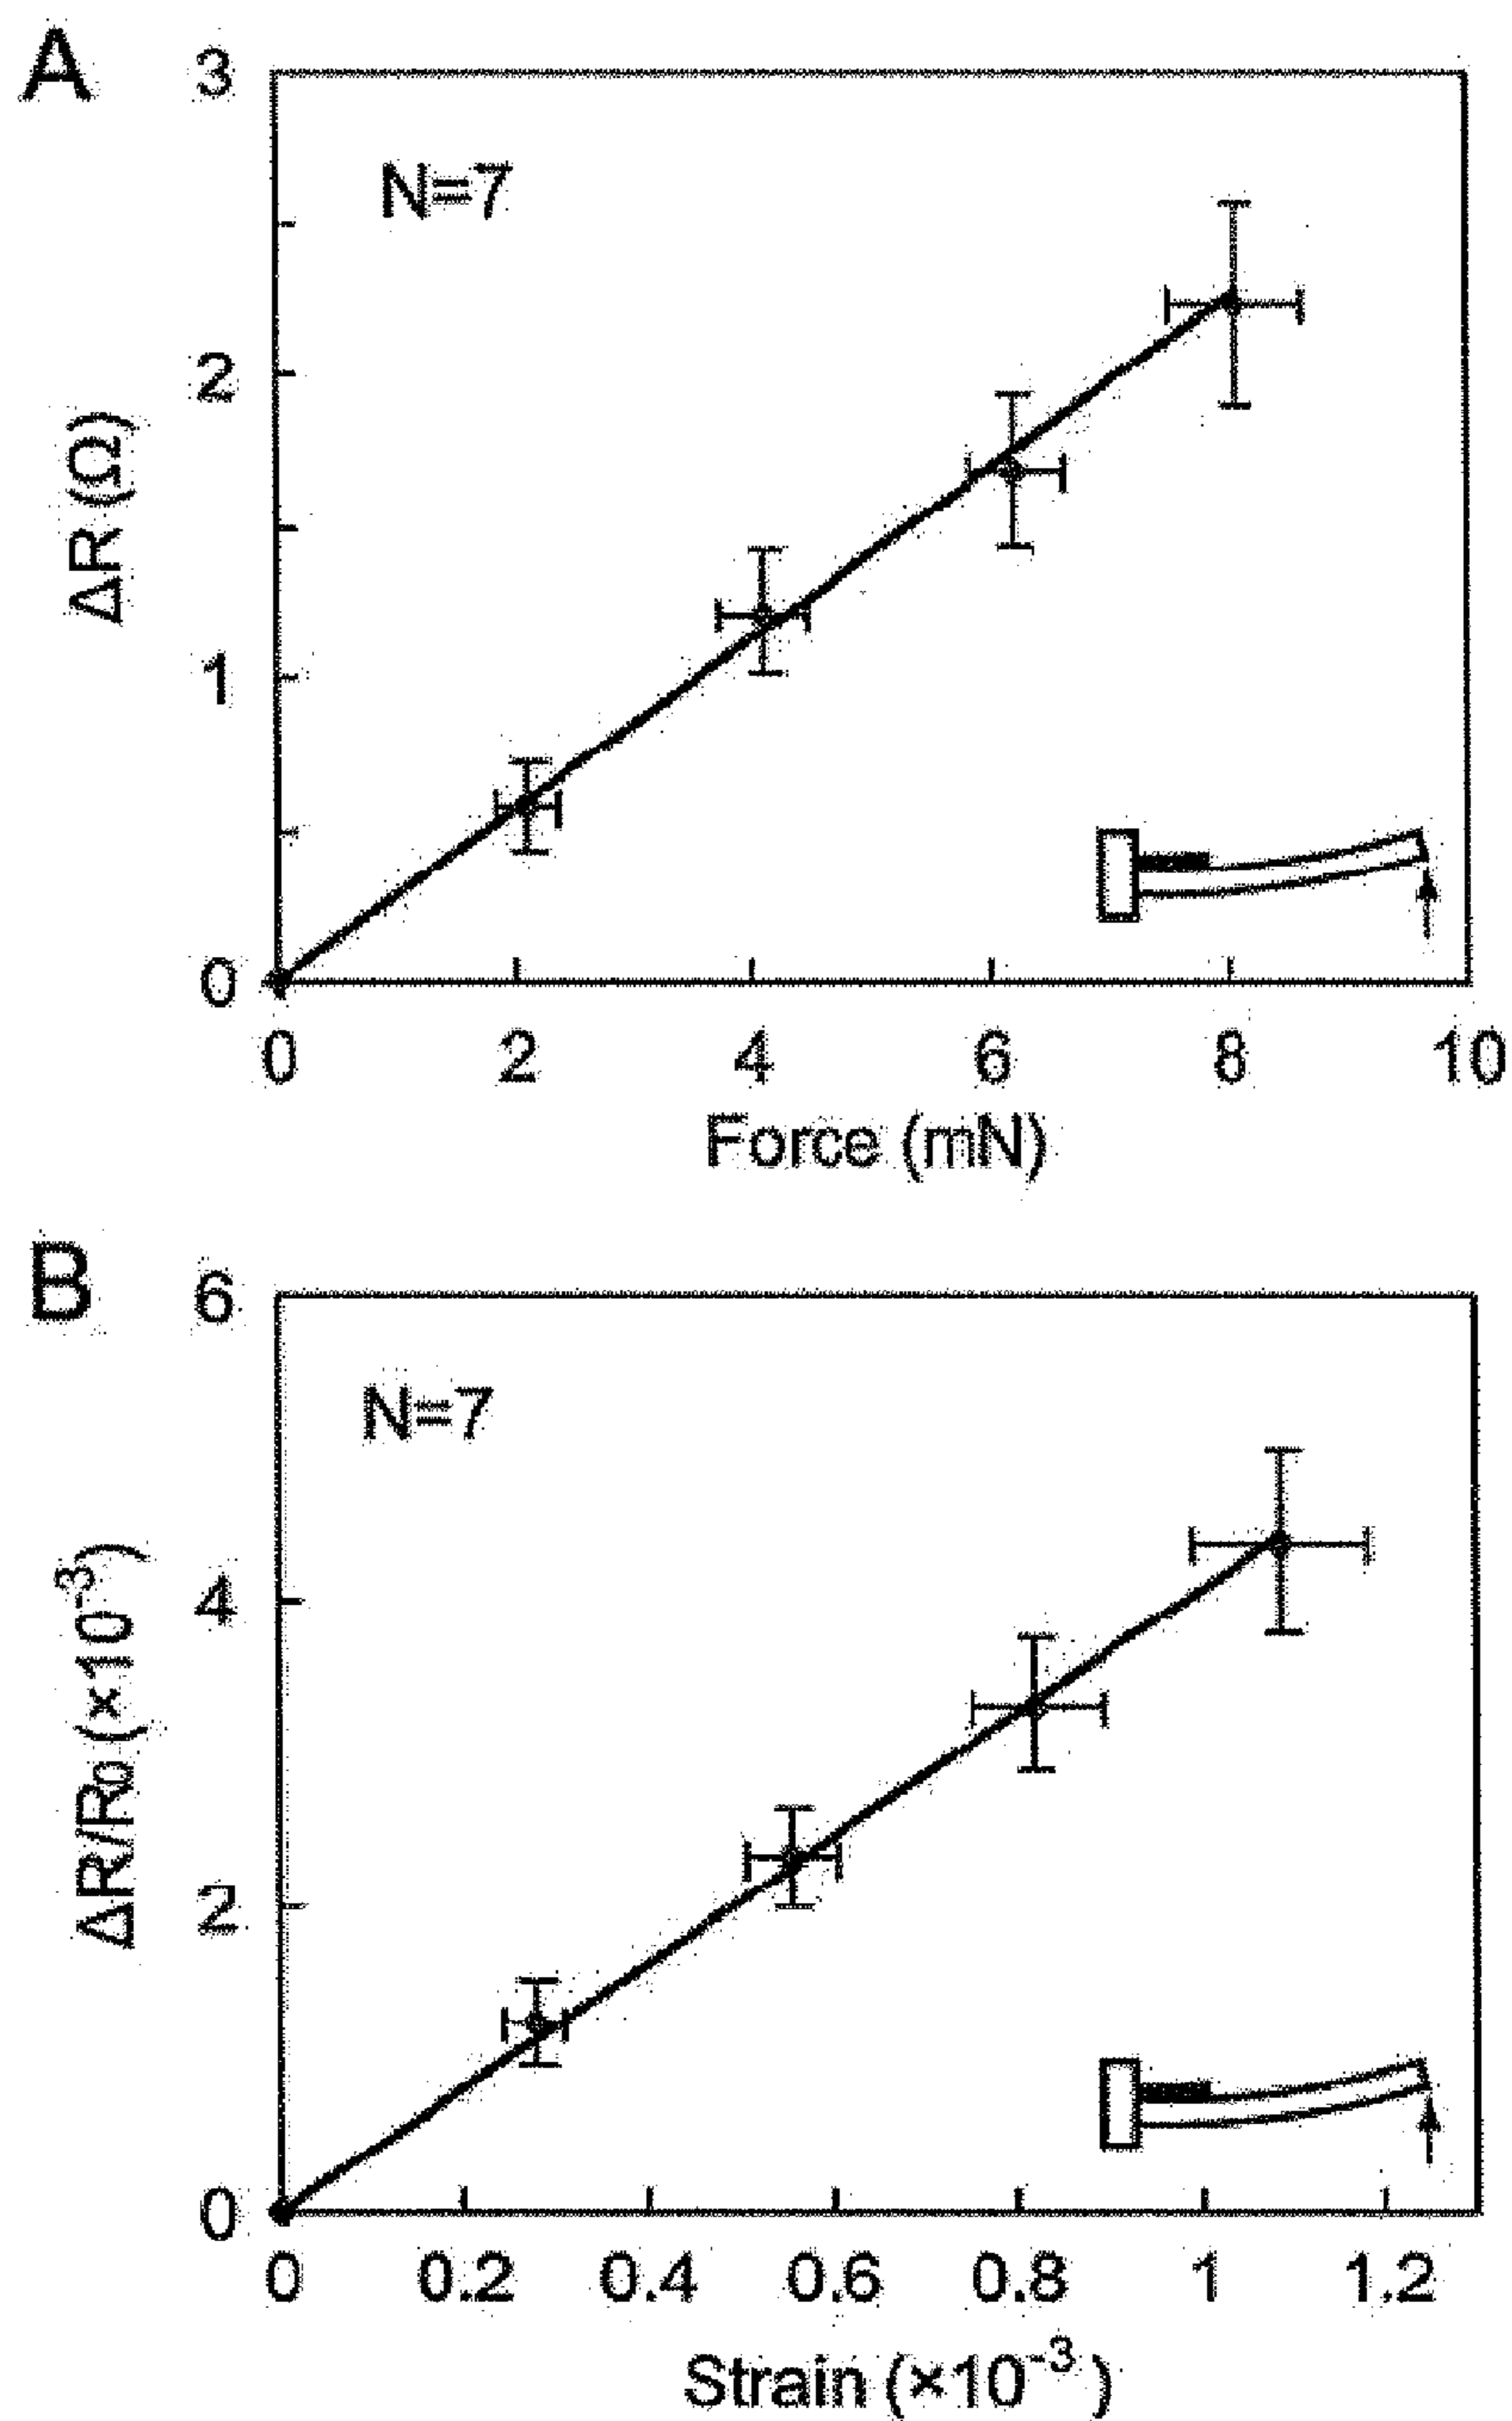 A
3
N=7
2
ΔR (Ω)
1
0
0 2 4 6 8 10
Force (mN)
B
6
N=7
4
ΔR/R₀ (×10⁻³)
2
0
0 0.2 0.4 0.6 0.8 1 1.2
Strain (×10⁻³)